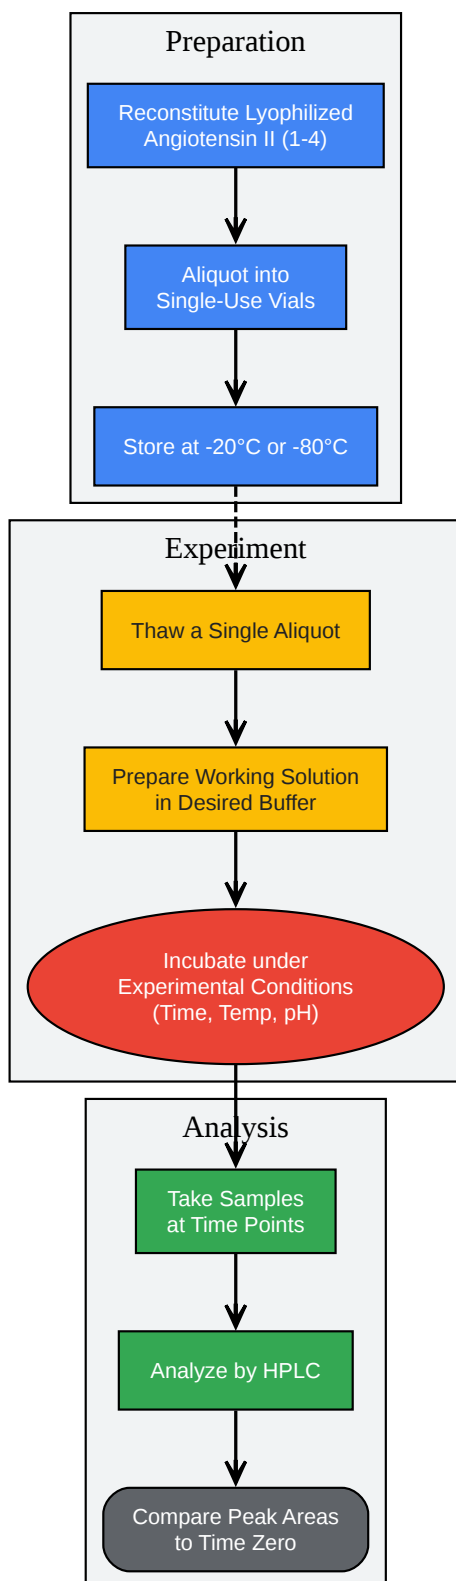 Preparation
Reconstitute Lyophilized
Angiotensin II (1-4)
Aliquot into
Single-Use Vials
Store at -20°C or -80°C
Experiment
Thaw a Single Aliquot
Prepare Working Solution
in Desired Buffer
Incubate under
Experimental Conditions
(Time, Temp, pH)
Analysis
Take Samples
at Time Points
Analyze by HPLC
Compare Peak Areas
to Time Zero